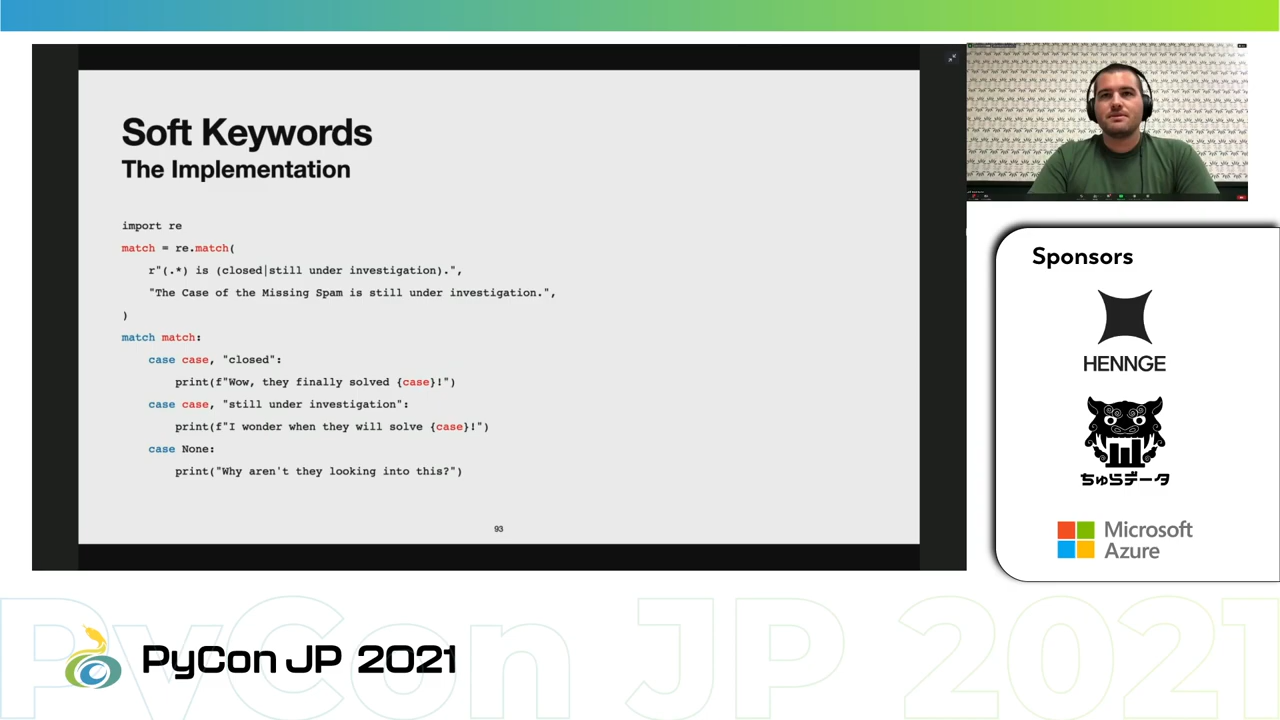 Soft Keywords
The Implementation
import re
match = re.match(
    r"(.*) is (closed|still under investigation).",
    "The Case of the Missing Spam is still under investigation.",
)
match match:
    case case, "closed":
        print(f"Wow, they finally solved {case}!")
    case case, "still under investigation":
        print(f"I wonder when they will solve {case}!")
    case None:
        print("Why aren't they looking into this?")
93
Sponsors
HENNGE
ちゅらデータ
Microsoft
Azure
PyCon JP 2021
PyCon JP 2021